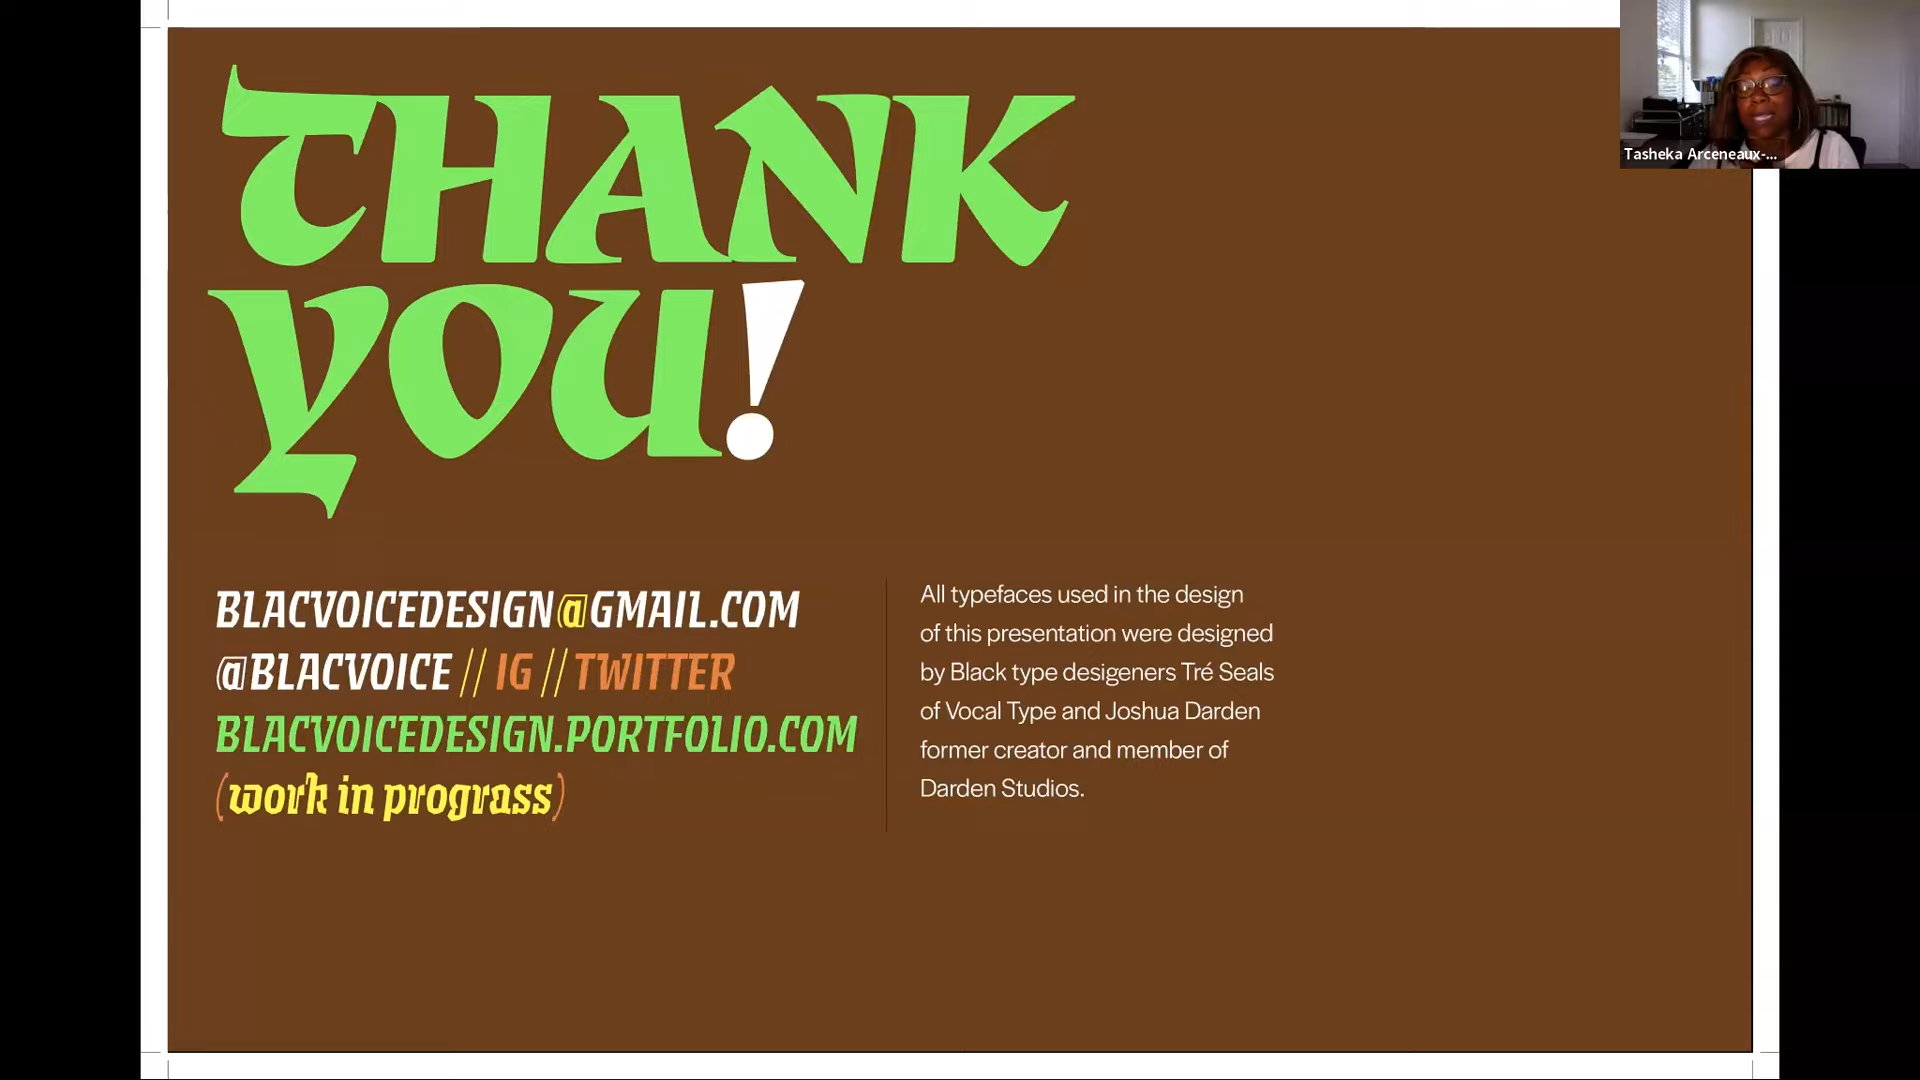 THANK
YOU!
BLACVOICEDESIGN@GMAIL.COM
@BLACVOICE // IG // TWITTER
BLACVOICEDESIGN.PORTFOLIO.COM
(work in prograss)
All typefaces used in the design
of this presentation were designed
by Black type desigeners Tré Seals
of Vocal Type and Joshua Darden
former creator and member of
Darden Studios.
Tasheka Arceneaux-...